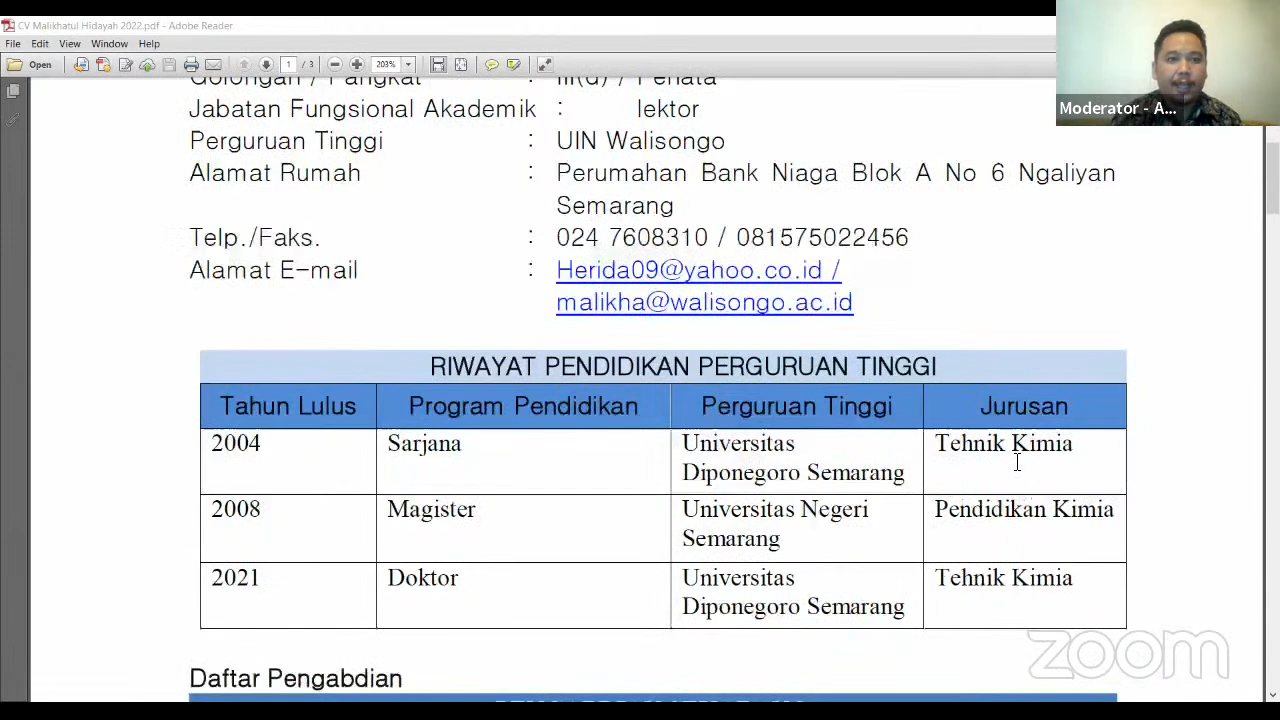 CV Malikhatul Hidayah 2022.pdf - Adobe Reader
File Edit View Window Help
Open 1 / 3 203%
Golongan / Pangkat : III(d) / Penata
Jabatan Fungsional Akademik : lektor
Perguruan Tinggi : UIN Walisongo
Alamat Rumah : Perumahan Bank Niaga Blok A No 6 Ngaliyan
Semarang
Telp./Faks. : 024 7608310 / 081575022456
Alamat E-mail : Herida09@yahoo.co.id /
malikha@walisongo.ac.id
RIWAYAT PENDIDIKAN PERGURUAN TINGGI
Tahun Lulus Program Pendidikan Perguruan Tinggi Jurusan
2004 Sarjana Universitas Tehnik Kimia
Diponegoro Semarang
2008 Magister Universitas Negeri Pendidikan Kimia
Semarang
2021 Doktor Universitas Tehnik Kimia
Diponegoro Semarang
Daftar Pengabdian
Moderator - A...
zoom